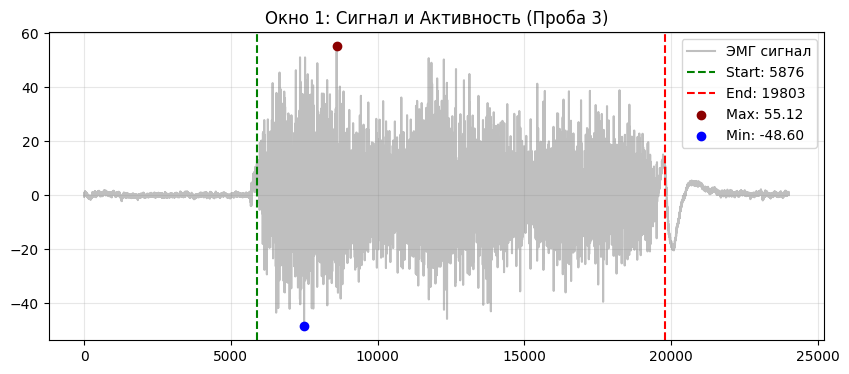 Окно 1: Сигнал и Активность (Проба 3)
60
40
20
0
−20
−40
0
5000
10000
15000
20000
25000
ЭМГ сигнал
Start: 5876
End: 19803
Max: 55.12
Min: -48.60